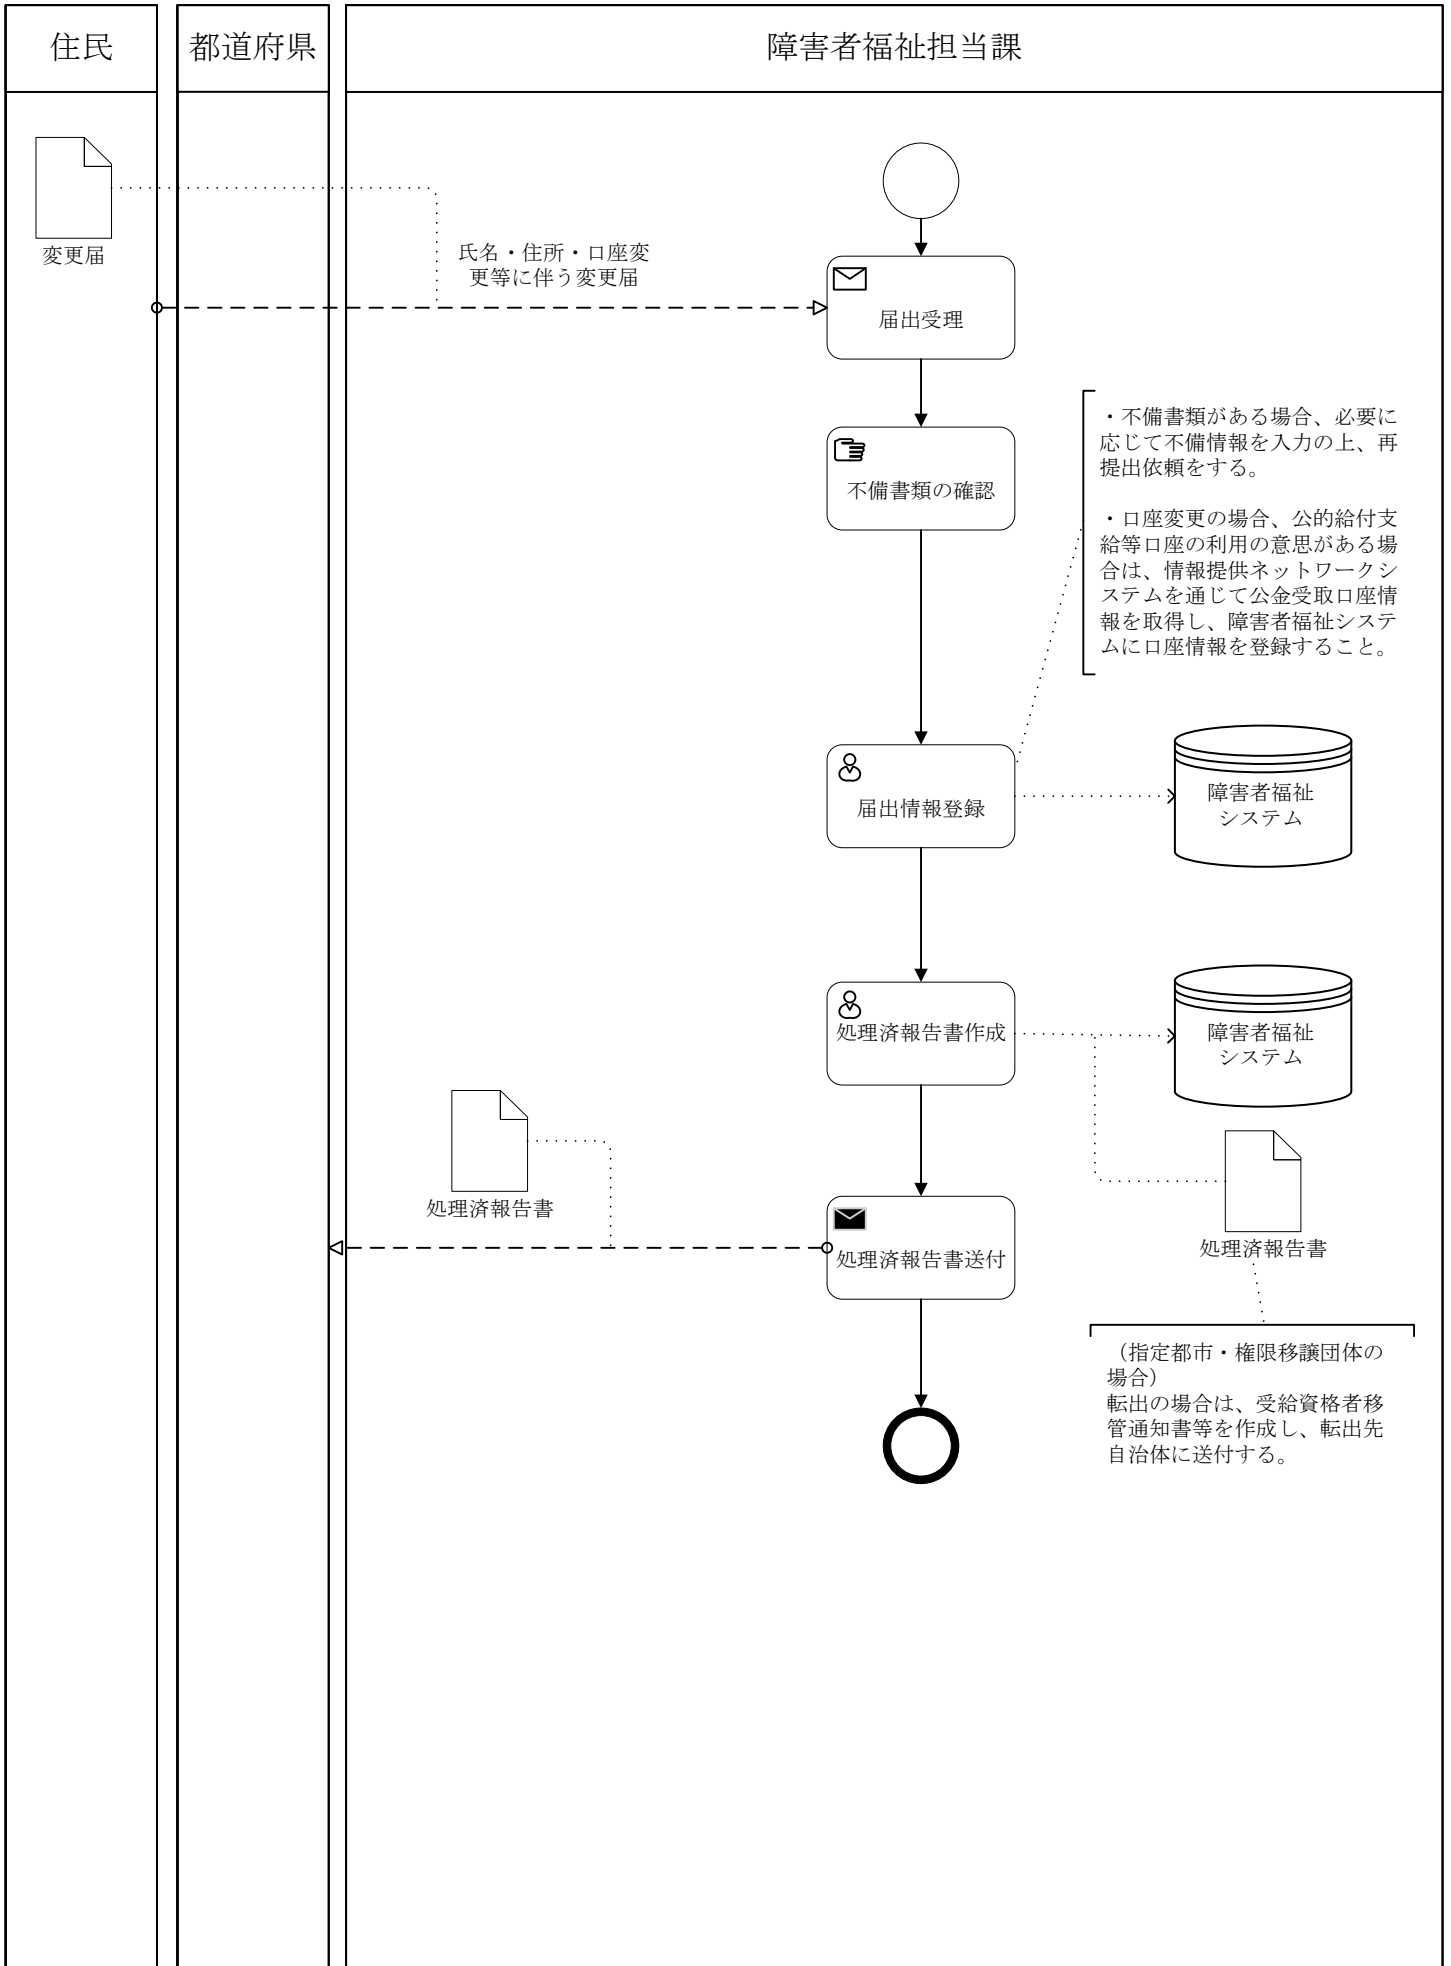 住民
都道府県
障害者福祉担当課
変更届
氏名・住所・口座変
更等に伴う変更届
届出受理
不備書類の確認
・不備書類がある場合、必要に
応じて不備情報を入力の上、再
提出依頼をする。
・口座変更の場合、公的給付支
給等口座の利用の意思がある場
合は、情報提供ネットワークシ
ステムを通じて公金受取口座情
報を取得し、障害者福祉システ
ムに口座情報を登録すること。
届出情報登録
障害者福祉
システム
処理済報告書作成
障害者福祉
システム
処理済報告書
処理済報告書送付
処理済報告書
（指定都市・権限移譲団体の
場合）
転出の場合は、受給資格者移
管通知書等を作成し、転出先
自治体に送付する。